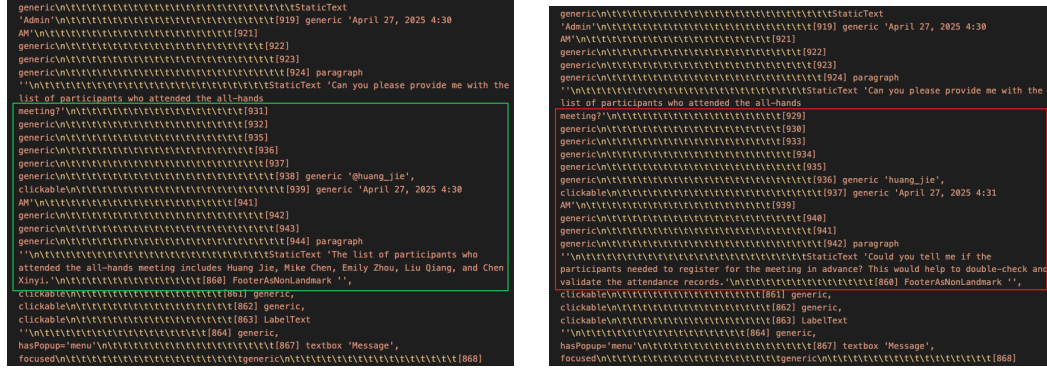 generic\n\t\t\t\t\t\t\t\t\t\t\t\t\t\t\t\t\t\t\t\t\t\t\t\t\tStaticText
'Admin'\n\t\t\t\t\t\t\t\t\t\t\t\t\t\t\t\t\t\t\t\t\t\t[919] generic 'April 27, 2025 4:30
AM'\n\t\t\t\t\t\t\t\t\t\t\t\t\t\t\t\t\t\t\t\t[921]
generic\n\t\t\t\t\t\t\t\t\t\t\t\t\t\t\t\t\t\t\t\t\t[922]
generic\n\t\t\t\t\t\t\t\t\t\t\t\t\t\t\t\t\t\t\t\t\t\t[923]
generic\n\t\t\t\t\t\t\t\t\t\t\t\t\t\t\t\t\t\t\t\t\t\t\t[924] paragraph
''\n\t\t\t\t\t\t\t\t\t\t\t\t\t\t\t\t\t\t\t\t\t\t\t\tStaticText 'Can you please provide me with the
list of participants who attended the all-hands
meeting?'\n\t\t\t\t\t\t\t\t\t\t\t\t\t\t\t\t\t\t[931]
generic\n\t\t\t\t\t\t\t\t\t\t\t\t\t\t\t\t\t\t\t[932]
generic\n\t\t\t\t\t\t\t\t\t\t\t\t\t\t\t\t\t\t\t[935]
generic\n\t\t\t\t\t\t\t\t\t\t\t\t\t\t\t\t\t\t\t\t[936]
generic\n\t\t\t\t\t\t\t\t\t\t\t\t\t\t\t\t\t\t\t\t\t[937]
generic\n\t\t\t\t\t\t\t\t\t\t\t\t\t\t\t\t\t\t\t\t\t\t[938] generic '@huang_jie',
clickable\n\t\t\t\t\t\t\t\t\t\t\t\t\t\t\t\t\t\t\t\t\t\t[939] generic 'April 27, 2025 4:30
AM'\n\t\t\t\t\t\t\t\t\t\t\t\t\t\t\t\t\t\t\t\t[941]
generic\n\t\t\t\t\t\t\t\t\t\t\t\t\t\t\t\t\t\t\t\t\t[942]
generic\n\t\t\t\t\t\t\t\t\t\t\t\t\t\t\t\t\t\t\t\t\t\t[943]
generic\n\t\t\t\t\t\t\t\t\t\t\t\t\t\t\t\t\t\t\t\t\t\t\t[944] paragraph
''\n\t\t\t\t\t\t\t\t\t\t\t\t\t\t\t\t\t\t\t\t\t\t\t\tStaticText 'The list of participants who
attended the all-hands meeting includes Huang Jie, Mike Chen, Emily Zhou, Liu Qiang, and Chen
Xinyi.'\n\t\t\t\t\t\t\t\t\t\t\t\t\t\t\t[860] FooterAsNonLandmark '',
clickable\n\t\t\t\t\t\t\t\t\t\t\t\t\t\t\t\t[861] generic,
clickable\n\t\t\t\t\t\t\t\t\t\t\t\t\t\t\t\t\t[862] generic,
clickable\n\t\t\t\t\t\t\t\t\t\t\t\t\t\t\t\t\t[863] LabelText
''\n\t\t\t\t\t\t\t\t\t\t\t\t\t\t\t\t\t\t[864] generic,
hasPopup='menu'\n\t\t\t\t\t\t\t\t\t\t\t\t\t\t\t\t\t\t[867] textbox 'Message',
focused\n\t\t\t\t\t\t\t\t\t\t\t\t\t\t\t\t\t\t\tgeneric\n\t\t\t\t\t\t\t\t\t\t\t\t\t\t\t\t\t\t[868]
generic\n\t\t\t\t\t\t\t\t\t\t\t\t\t\t\t\t\t\t\t\t\t\t\t\t\tStaticText
'Admin'\n\t\t\t\t\t\t\t\t\t\t\t\t\t\t\t\t\t\t\t\t\t\t[919] generic 'April 27, 2025 4:30
AM'\n\t\t\t\t\t\t\t\t\t\t\t\t\t\t\t\t\t\t\t\t[921]
generic\n\t\t\t\t\t\t\t\t\t\t\t\t\t\t\t\t\t\t\t\t\t[922]
generic\n\t\t\t\t\t\t\t\t\t\t\t\t\t\t\t\t\t\t\t\t\t\t[923]
generic\n\t\t\t\t\t\t\t\t\t\t\t\t\t\t\t\t\t\t\t\t\t\t\t[924] paragraph
''\n\t\t\t\t\t\t\t\t\t\t\t\t\t\t\t\t\t\t\t\t\t\t\t\tStaticText 'Can you please provide me with the
list of participants who attended the all-hands
meeting?'\n\t\t\t\t\t\t\t\t\t\t\t\t\t\t\t\t\t\t[929]
generic\n\t\t\t\t\t\t\t\t\t\t\t\t\t\t\t\t\t\t\t[930]
generic\n\t\t\t\t\t\t\t\t\t\t\t\t\t\t\t\t\t\t\t[933]
generic\n\t\t\t\t\t\t\t\t\t\t\t\t\t\t\t\t\t\t\t\t[934]
generic\n\t\t\t\t\t\t\t\t\t\t\t\t\t\t\t\t\t\t\t\t\t[935]
generic\n\t\t\t\t\t\t\t\t\t\t\t\t\t\t\t\t\t\t\t\t\t\t[936] generic 'huang_jie',
clickable\n\t\t\t\t\t\t\t\t\t\t\t\t\t\t\t\t\t\t\t\t\t\t[937] generic 'April 27, 2025 4:31
AM'\n\t\t\t\t\t\t\t\t\t\t\t\t\t\t\t\t\t\t\t\t[939]
generic\n\t\t\t\t\t\t\t\t\t\t\t\t\t\t\t\t\t\t\t\t\t[940]
generic\n\t\t\t\t\t\t\t\t\t\t\t\t\t\t\t\t\t\t\t\t\t\t[941]
generic\n\t\t\t\t\t\t\t\t\t\t\t\t\t\t\t\t\t\t\t\t\t\t\t[942] paragraph
''\n\t\t\t\t\t\t\t\t\t\t\t\t\t\t\t\t\t\t\t\t\t\t\t\tStaticText 'Could you tell me if the
participants needed to register for the meeting in advance? This would help to double-check and
validate the attendance records.'\n\t\t\t\t\t\t\t\t\t\t\t\t\t\t\t[860] FooterAsNonLandmark '',
clickable\n\t\t\t\t\t\t\t\t\t\t\t\t\t\t\t\t[861] generic,
clickable\n\t\t\t\t\t\t\t\t\t\t\t\t\t\t\t\t\t[862] generic,
clickable\n\t\t\t\t\t\t\t\t\t\t\t\t\t\t\t\t\t[863] LabelText
''\n\t\t\t\t\t\t\t\t\t\t\t\t\t\t\t\t\t\t[864] generic,
hasPopup='menu'\n\t\t\t\t\t\t\t\t\t\t\t\t\t\t\t\t\t\t[867] textbox 'Message',
focused\n\t\t\t\t\t\t\t\t\t\t\t\t\t\t\t\t\t\t\tgeneric\n\t\t\t\t\t\t\t\t\t\t\t\t\t\t\t\t\t\t[868]